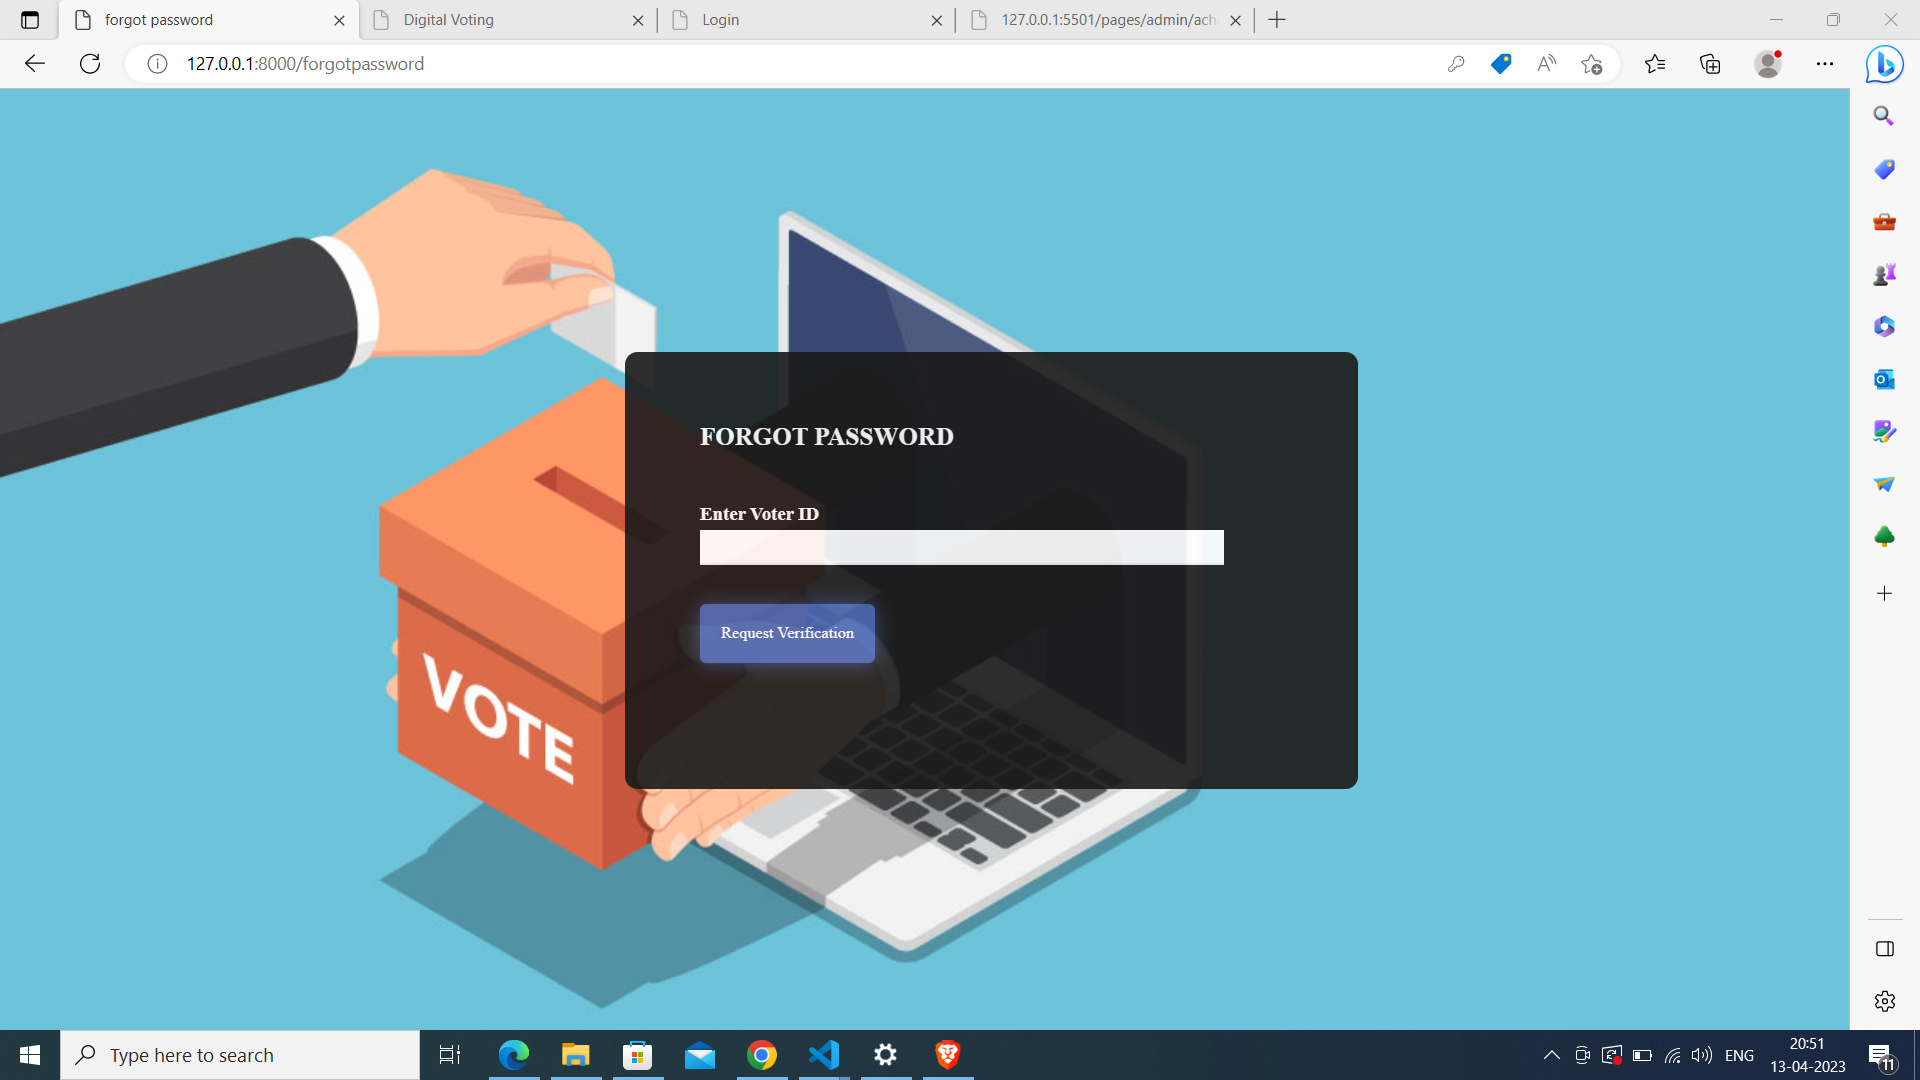 forgot password
Digital Voting
Login
127.0.0.1:5501/pages/admin/ach
127.0.0.1:8000/forgotpassword
FORGOT PASSWORD
Enter Voter ID
Request Verification
VOTE
Type here to search
ENG
20:51
13-04-2023
11